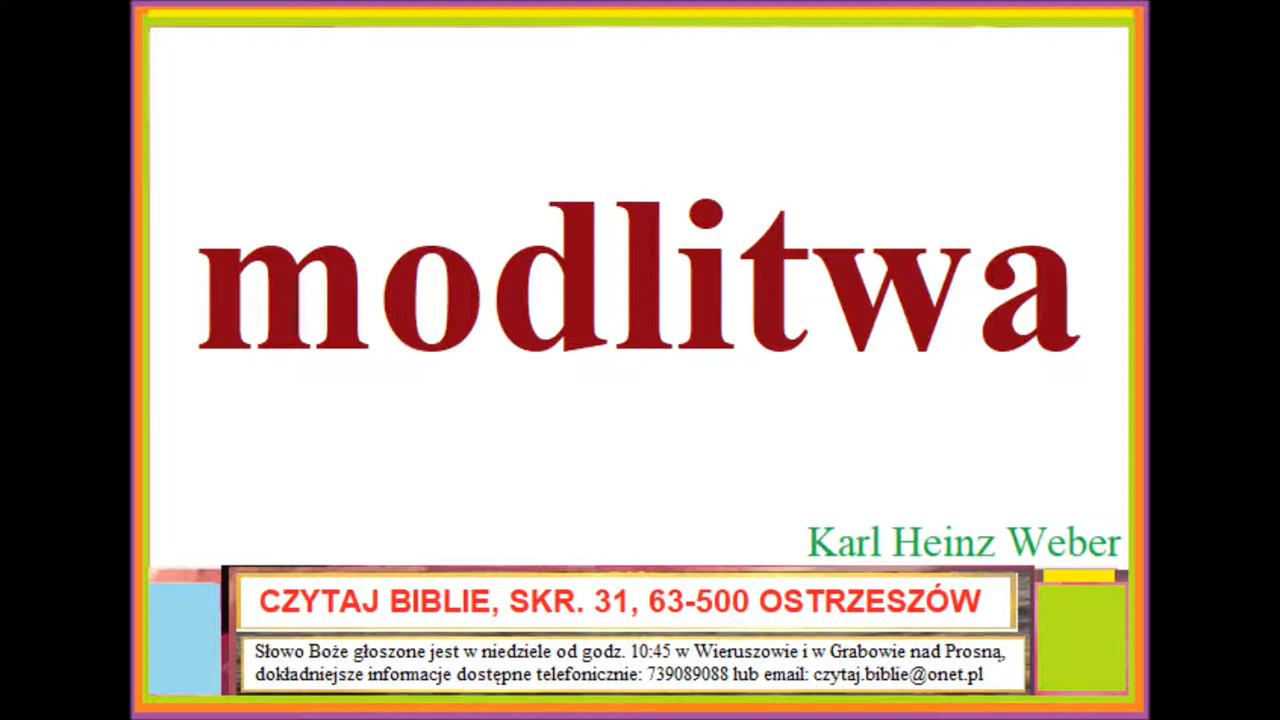 modlitwa
Karl Heinz Weber
CZYTAJ BIBLIE, SKR. 31, 63-500 OSTRZESZÓW
Słowo Boże głoszone jest w niedziele od godz. 10:45 w Wieruszowie i w Grabowie nad Prosną,
dokładniejsze informacje dostępne telefonicznie: 739089088 lub email: czytaj.biblie@onet.pl